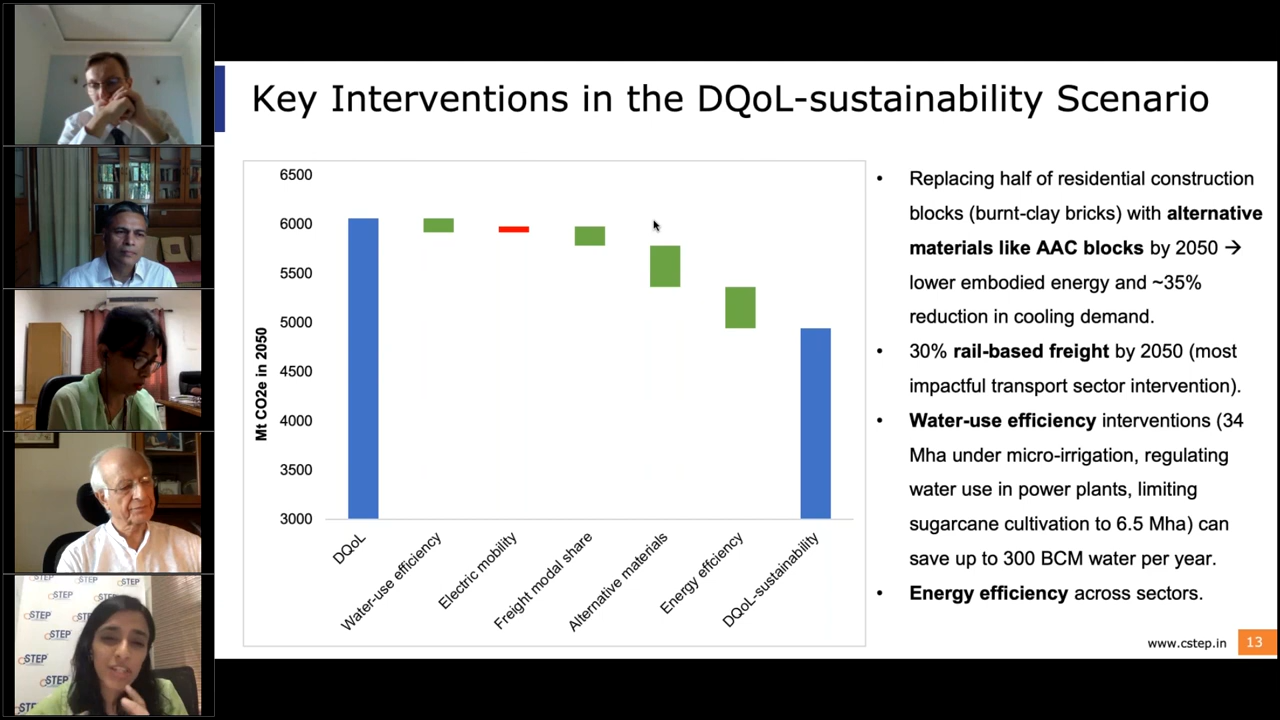 Key Interventions in the DQoL-sustainability Scenario
6500
6000
5500
5000
4500
4000
3500
3000
Mt CO2e in 2050
DQoL
Water-use efficiency
Electric mobility
Freight modal share
Alternative materials
Energy efficiency
DQoL-sustainability
• Replacing half of residential construction
blocks (burnt-clay bricks) with alternative
materials like AAC blocks by 2050 →
lower embodied energy and ~35%
reduction in cooling demand.
• 30% rail-based freight by 2050 (most
impactful transport sector intervention).
• Water-use efficiency interventions (34
Mha under micro-irrigation, regulating
water use in power plants, limiting
sugarcane cultivation to 6.5 Mha) can
save up to 300 BCM water per year.
• Energy efficiency across sectors.
www.cstep.in
13
CSTEP